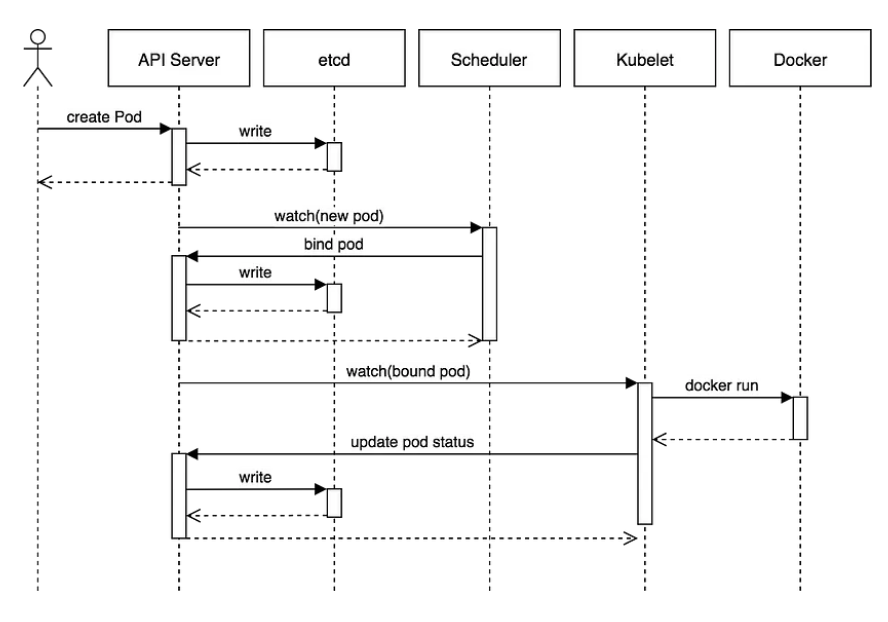 API Server
etcd
Scheduler
Kubelet
Docker
create Pod
write
watch(new pod)
bind pod
write
watch(bound pod)
docker run
update pod status
write